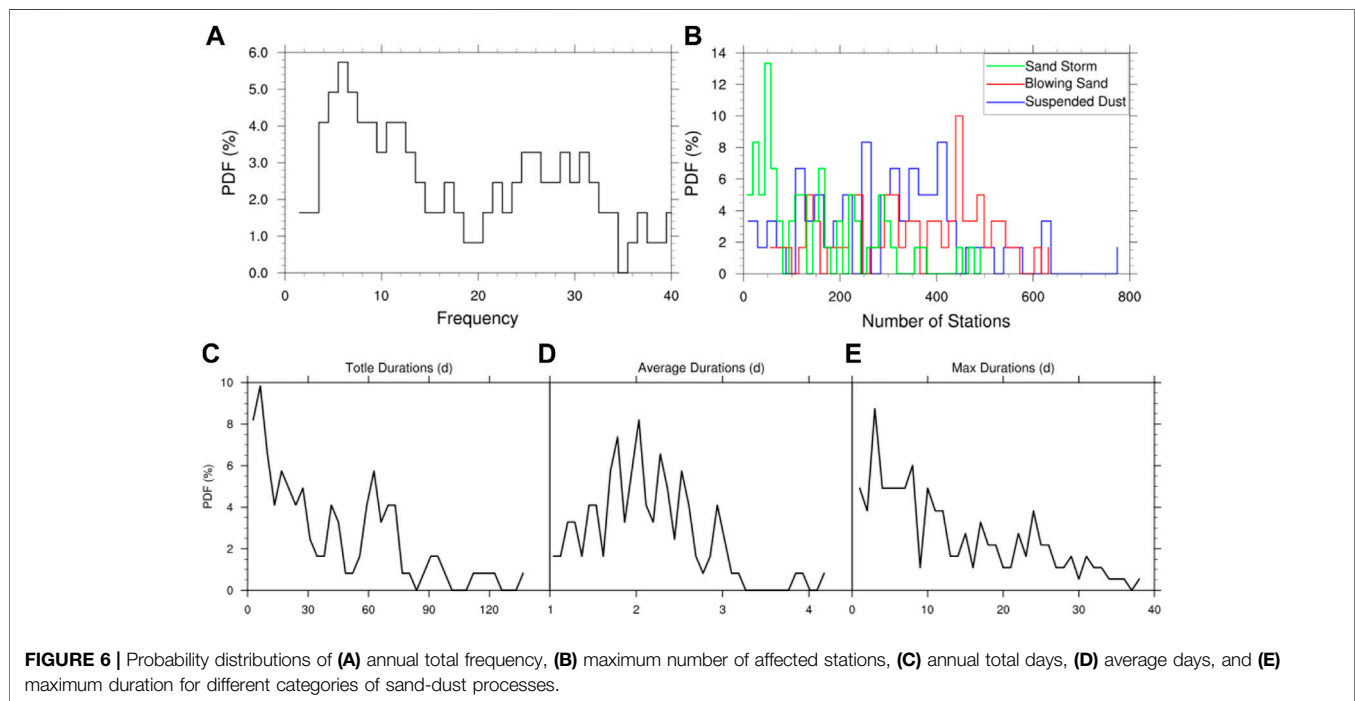 A
6.0
5.0
4.0
3.0
2.0
1.0
0.0
PDF (%)
0 10 20 30 40
Frequency
B
14
12
10
8
6
4
2
0
PDF (%)
Sand Storm
Blowing Sand
Suspended Dust
0 200 400 600 800
Number of Stations
C
Totle Durations (d)
10
8
6
4
2
0
PDF (%)
0 30 60 90 120
D
Average Durations (d)
1 2 3 4
E
Max Durations (d)
0 10 20 30 40
FIGURE 6 | Probability distributions of (A) annual total frequency, (B) maximum number of affected stations, (C) annual total days, (D) average days, and (E)
maximum duration for different categories of sand-dust processes.